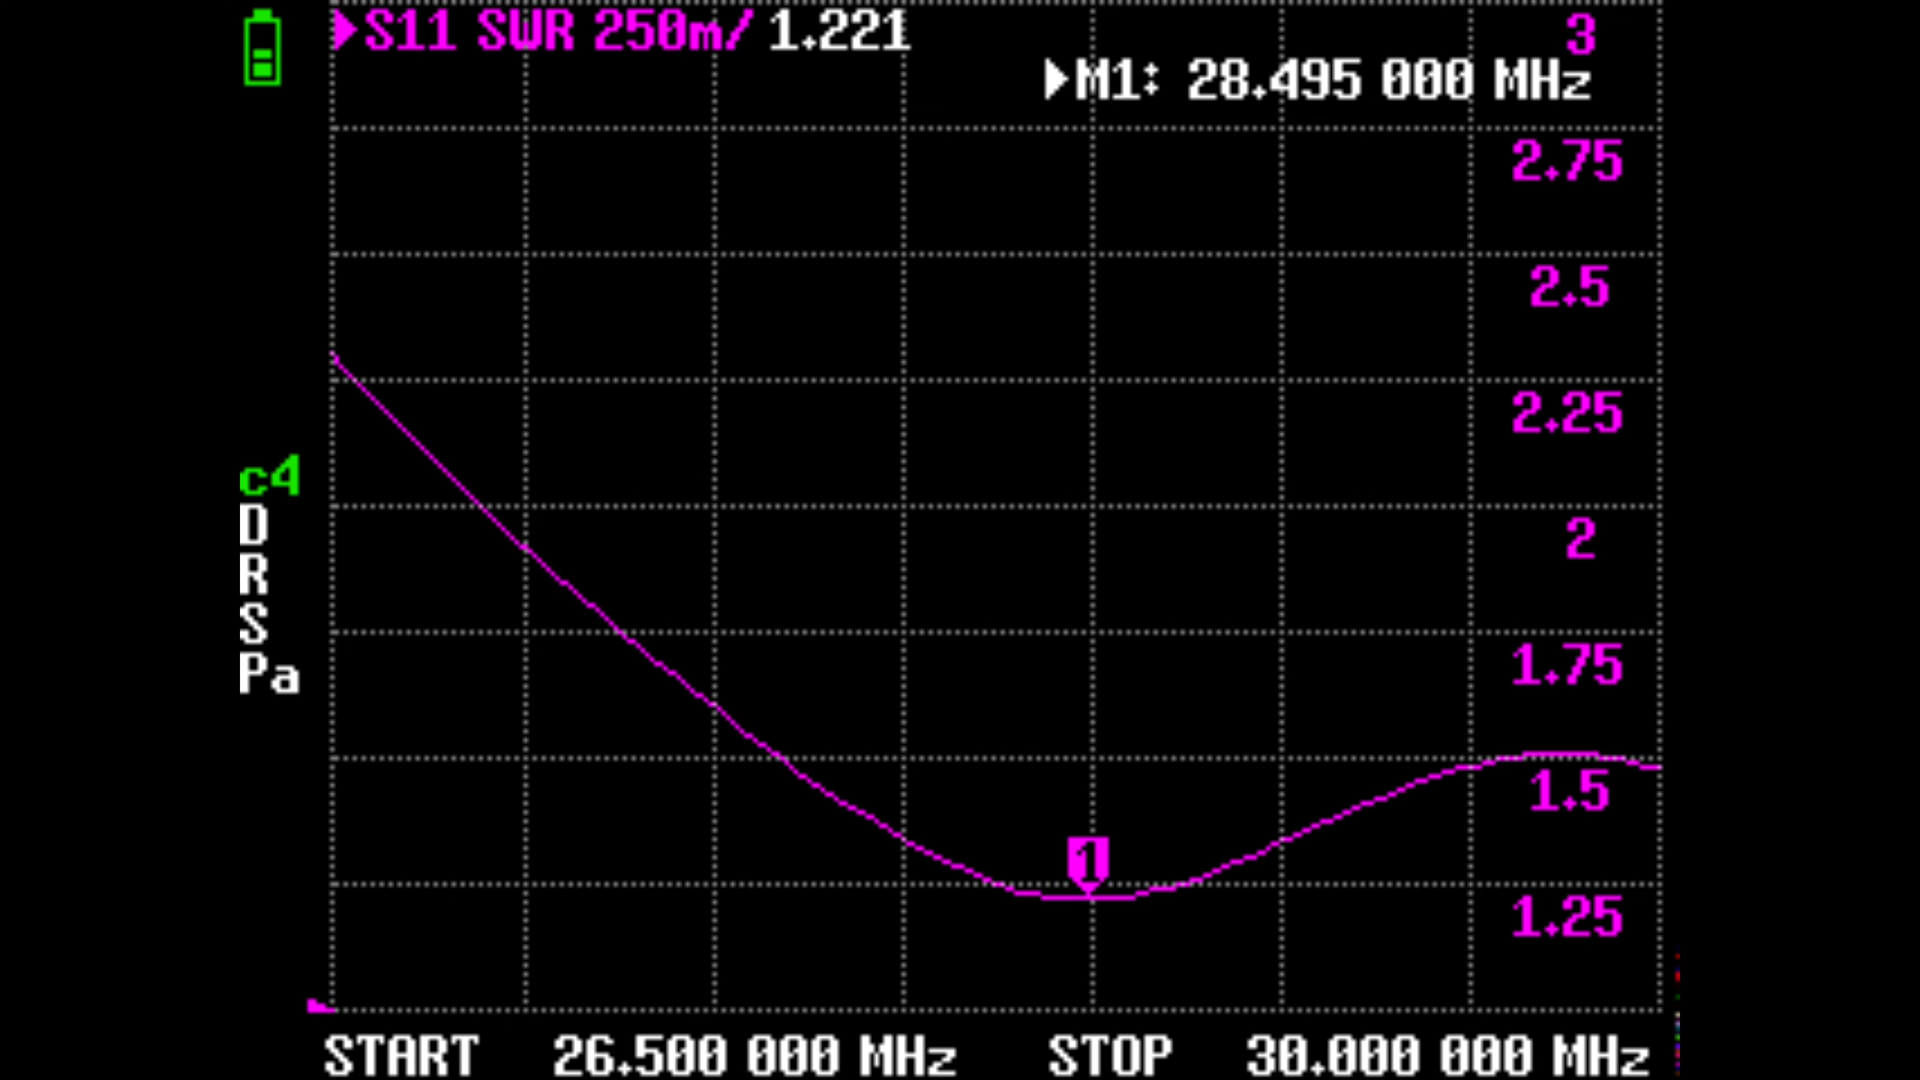 S11 SWR 250m/ 1.221
3
M1: 28.495 000 MHz
2.75
2.5
2.25
c4
D
2
R
S
1.75
Pa
1.5
1
1.25
START 26.500 000 MHz STOP 30.000 000 MHz